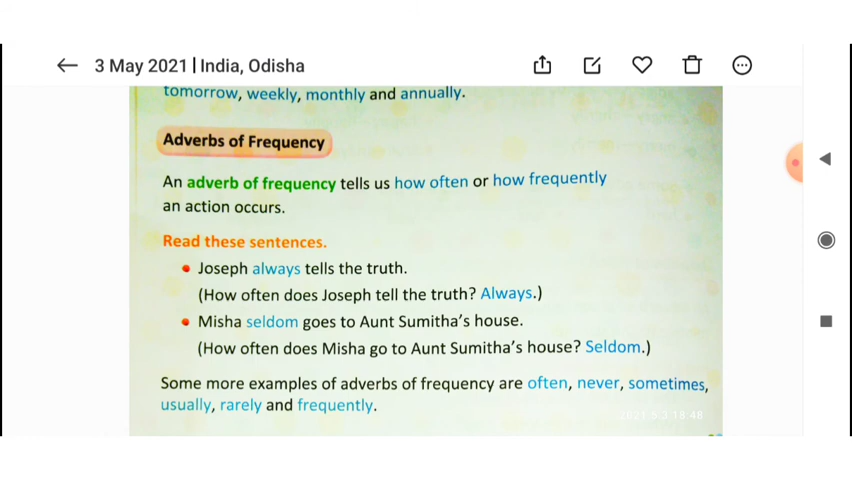 3 May 2021 | India, Odisha
tomorrow, weekly, monthly and annually.
Adverbs of Frequency
An adverb of frequency tells us how often or how frequently
an action occurs.
Read these sentences.
• Joseph always tells the truth.
(How often does Joseph tell the truth? Always.)
• Misha seldom goes to Aunt Sumitha's house.
(How often does Misha go to Aunt Sumitha's house? Seldom.)
Some more examples of adverbs of frequency are often, never, sometimes,
usually, rarely and frequently.